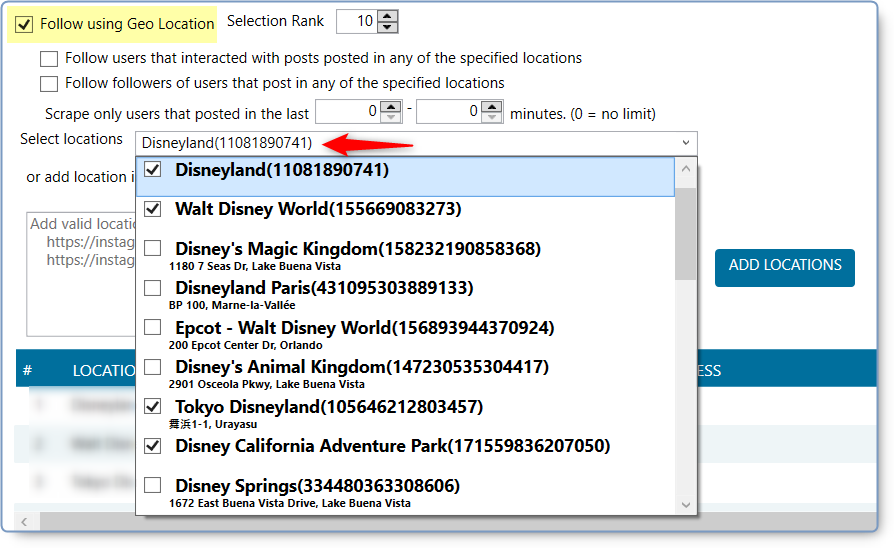 Follow using Geo Location Selection Rank 10
Follow users that interacted with posts posted in any of the specified locations
Follow followers of users that post in any of the specified locations
Scrape only users that posted in the last 0 - 0 minutes. (0 = no limit)
Select locations Disneyland(11081890741)
Disneyland(11081890741)
or add location i
Walt Disney World(155669083273)
Add valid locatio
https://instag
https://instag
Disney's Magic Kingdom(158232190858368)
1180 7 Seas Dr, Lake Buena Vista
ADD LOCATIONS
Disneyland Paris(431095303889133)
BP 100, Marne-la-Vallée
Epcot - Walt Disney World(156893944370924)
200 Epcot Center Dr, Orlando
# LOCATIO ESS
Disney's Animal Kingdom(147230535304417)
2901 Osceola Pkwy, Lake Buena Vista
Tokyo Disneyland(105646212803457)
舞浜1-1, Urayasu
Disney California Adventure Park(171559836207050)
Disney Springs(334480363308606)
1672 East Buena Vista Drive, Lake Buena Vista